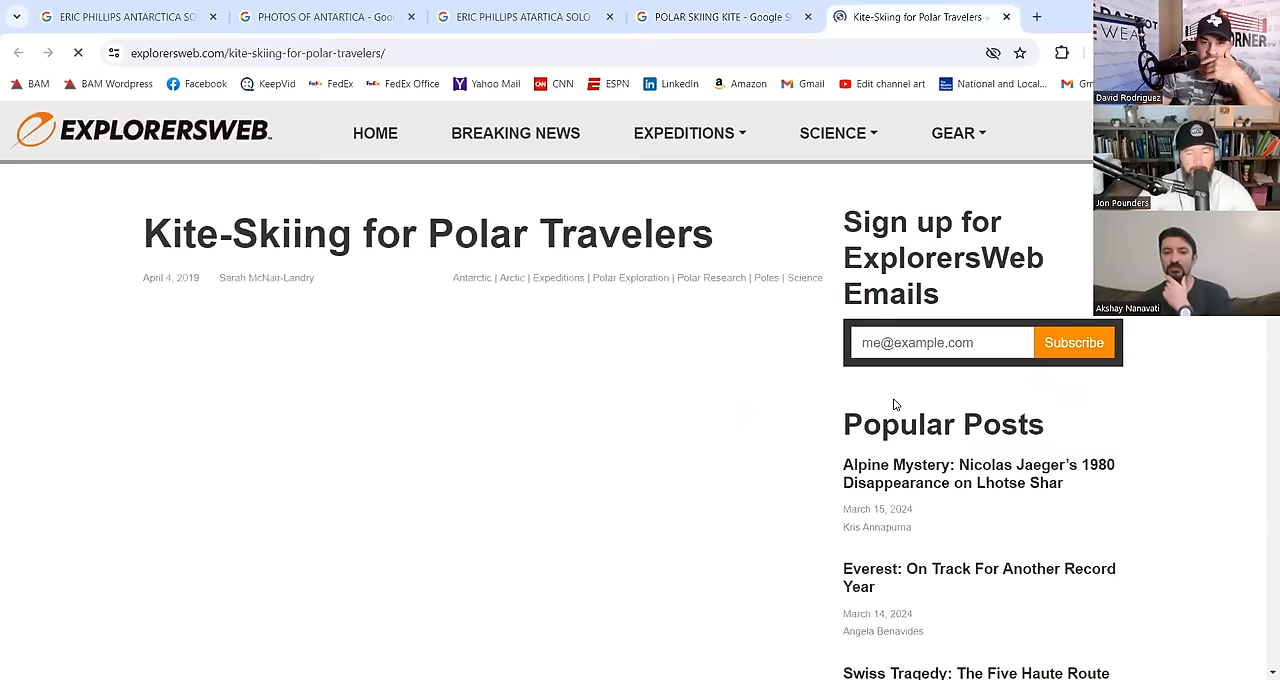 ERIC PHILLIPS ANTARCTICA SC
PHOTOS OF ANTARTICA - Goo
ERIC PHILLIPS ANTARTICA SOLO
POLAR SKIING KITE - Google
Kite-Skiing for Polar Travelers »
explorersweb.com/kite-skiing-for-polar-travelers
BAM
BAM Wordpress
Facebook
StreamYard
FedEx
FedEx Office
CNN
ESPN
LinkedIn
Amazon
Gmail
Edit channel art
National and Local...
Gm
EXPLORERSWEB
HOME
BREAKING NEWS
EXPEDITIONS
SCIENCE
GEAR
Kite-Skiing for Polar Travelers
April 4, 2019
Sarah McNair-Landry
Antarctic | Arctic | Expeditions | Polar Exploration | Polar Research | Poles | Science
Sign up for
ExplorersWeb
Emails
me@example.com
Subscribe
Popular Posts
Alpine Mystery: Nicolas Jaeger’s 1980
Disappearance on Lhotse Shar
March 15, 2024
Kris Annapurna
Everest: On Track For Another Record
Year
March 14, 2024
Angela Benavides
Swiss Tragedy: The Five Haute Route
David Rodriguez
Jon Pounders
Akshay Nanavati